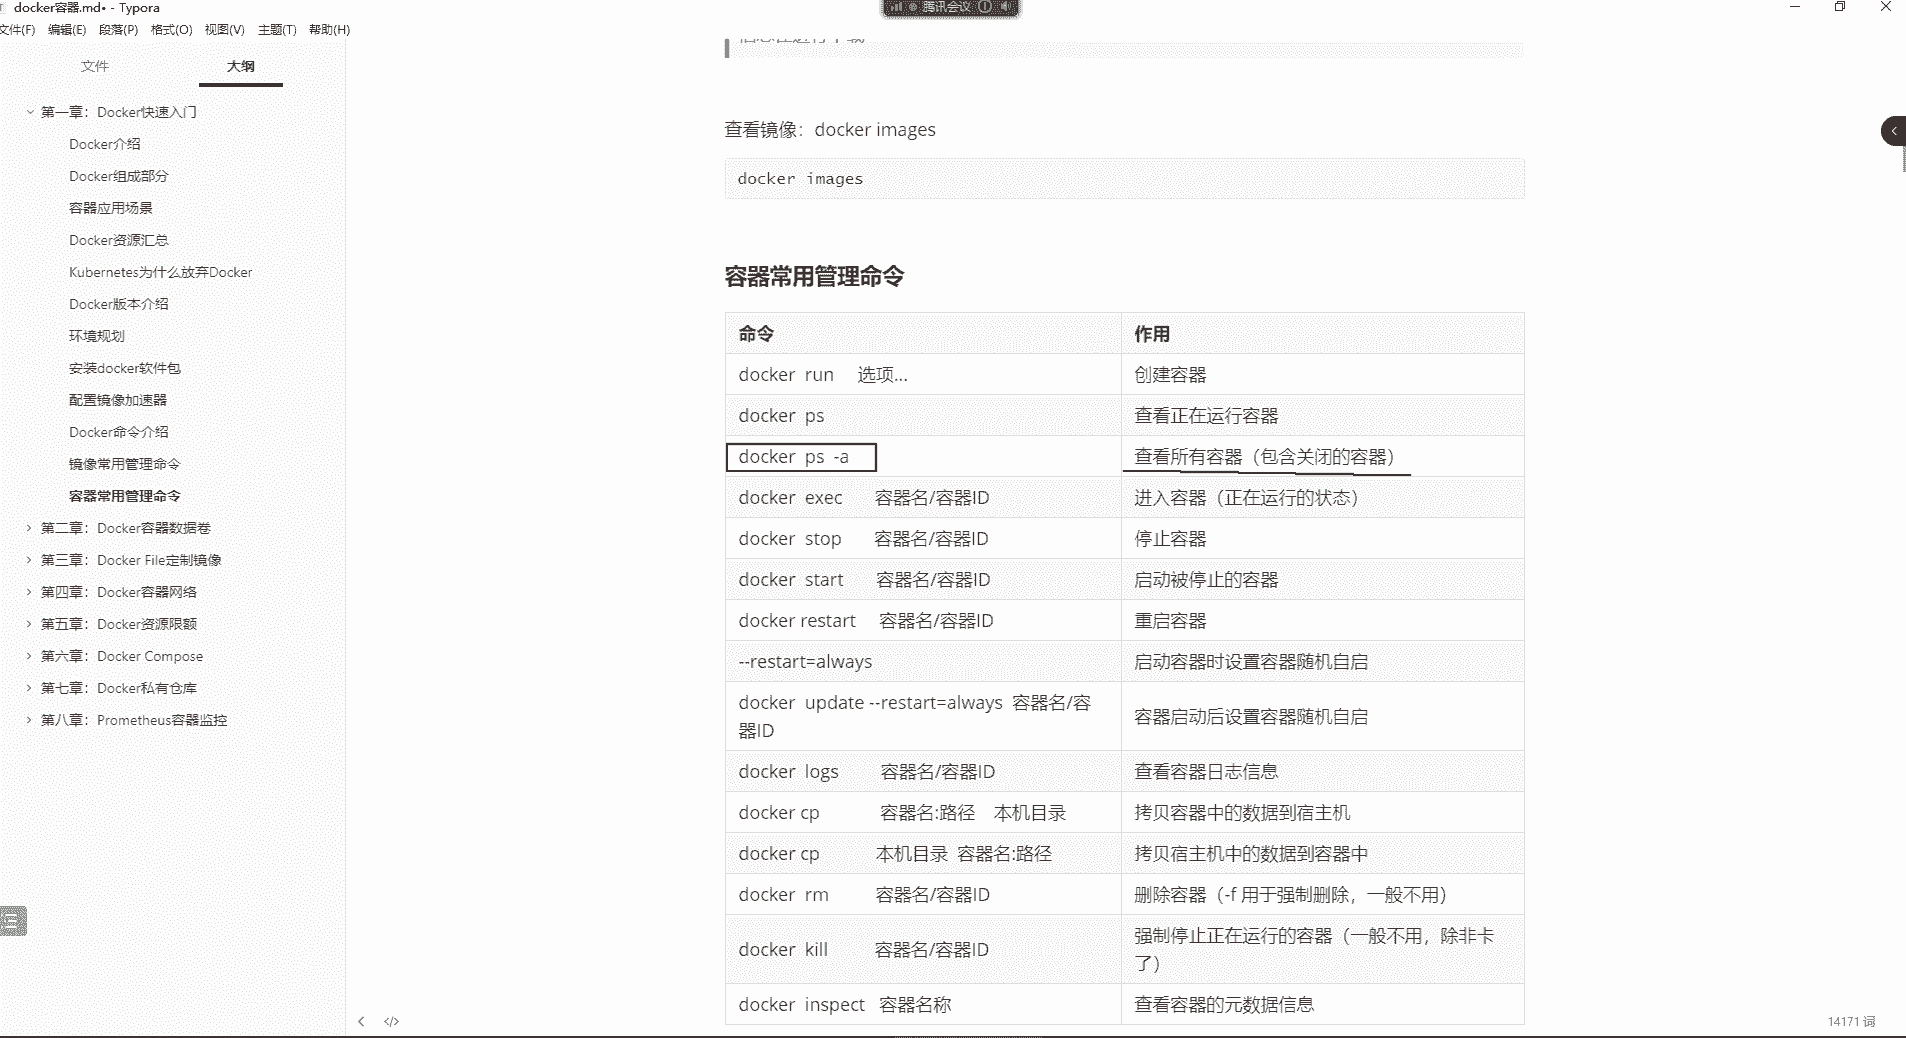 docker容器.md• - Typora
腾讯会议
文件(F) 编辑(E) 段落(P) 格式(O) 视图(V) 主题(T) 帮助(H)
文件 大纲
第一章：Docker快速入门
Docker介绍
Docker组成部分
容器应用场景
Docker资源汇总
Kubernetes为什么放弃Docker
Docker版本介绍
环境规划
安装docker软件包
配置镜像加速器
Docker命令介绍
镜像常用管理命令
容器常用管理命令
第二章：Docker容器数据卷
第三章：Docker File定制镜像
第四章：Docker容器网络
第五章：Docker资源限额
第六章：Docker Compose
第七章：Docker私有仓库
第八章：Prometheus容器监控
查看镜像：docker images
docker images
容器常用管理命令
命令 作用
docker run 选项... 创建容器
docker ps 查看正在运行容器
docker ps -a 查看所有容器（包含关闭的容器）
docker exec 容器名/容器ID 进入容器（正在运行的状态）
docker stop 容器名/容器ID 停止容器
docker start 容器名/容器ID 启动被停止的容器
docker restart 容器名/容器ID 重启容器
--restart=always 启动容器时设置容器随机自启
docker update --restart=always 容器名/容
器ID 容器启动后设置容器随机自启
docker logs 容器名/容器ID 查看容器日志信息
docker cp 容器名:路径 本机目录 拷贝容器中的数据到宿主机
docker cp 本机目录 容器名:路径 拷贝宿主机中的数据到容器中
docker rm 容器名/容器ID 删除容器（-f 用于强制删除，一般不用）
docker kill 容器名/容器ID 强制停止正在运行的容器（一般不用，除非卡
了）
docker inspect 容器名称 查看容器的元数据信息
14171 词